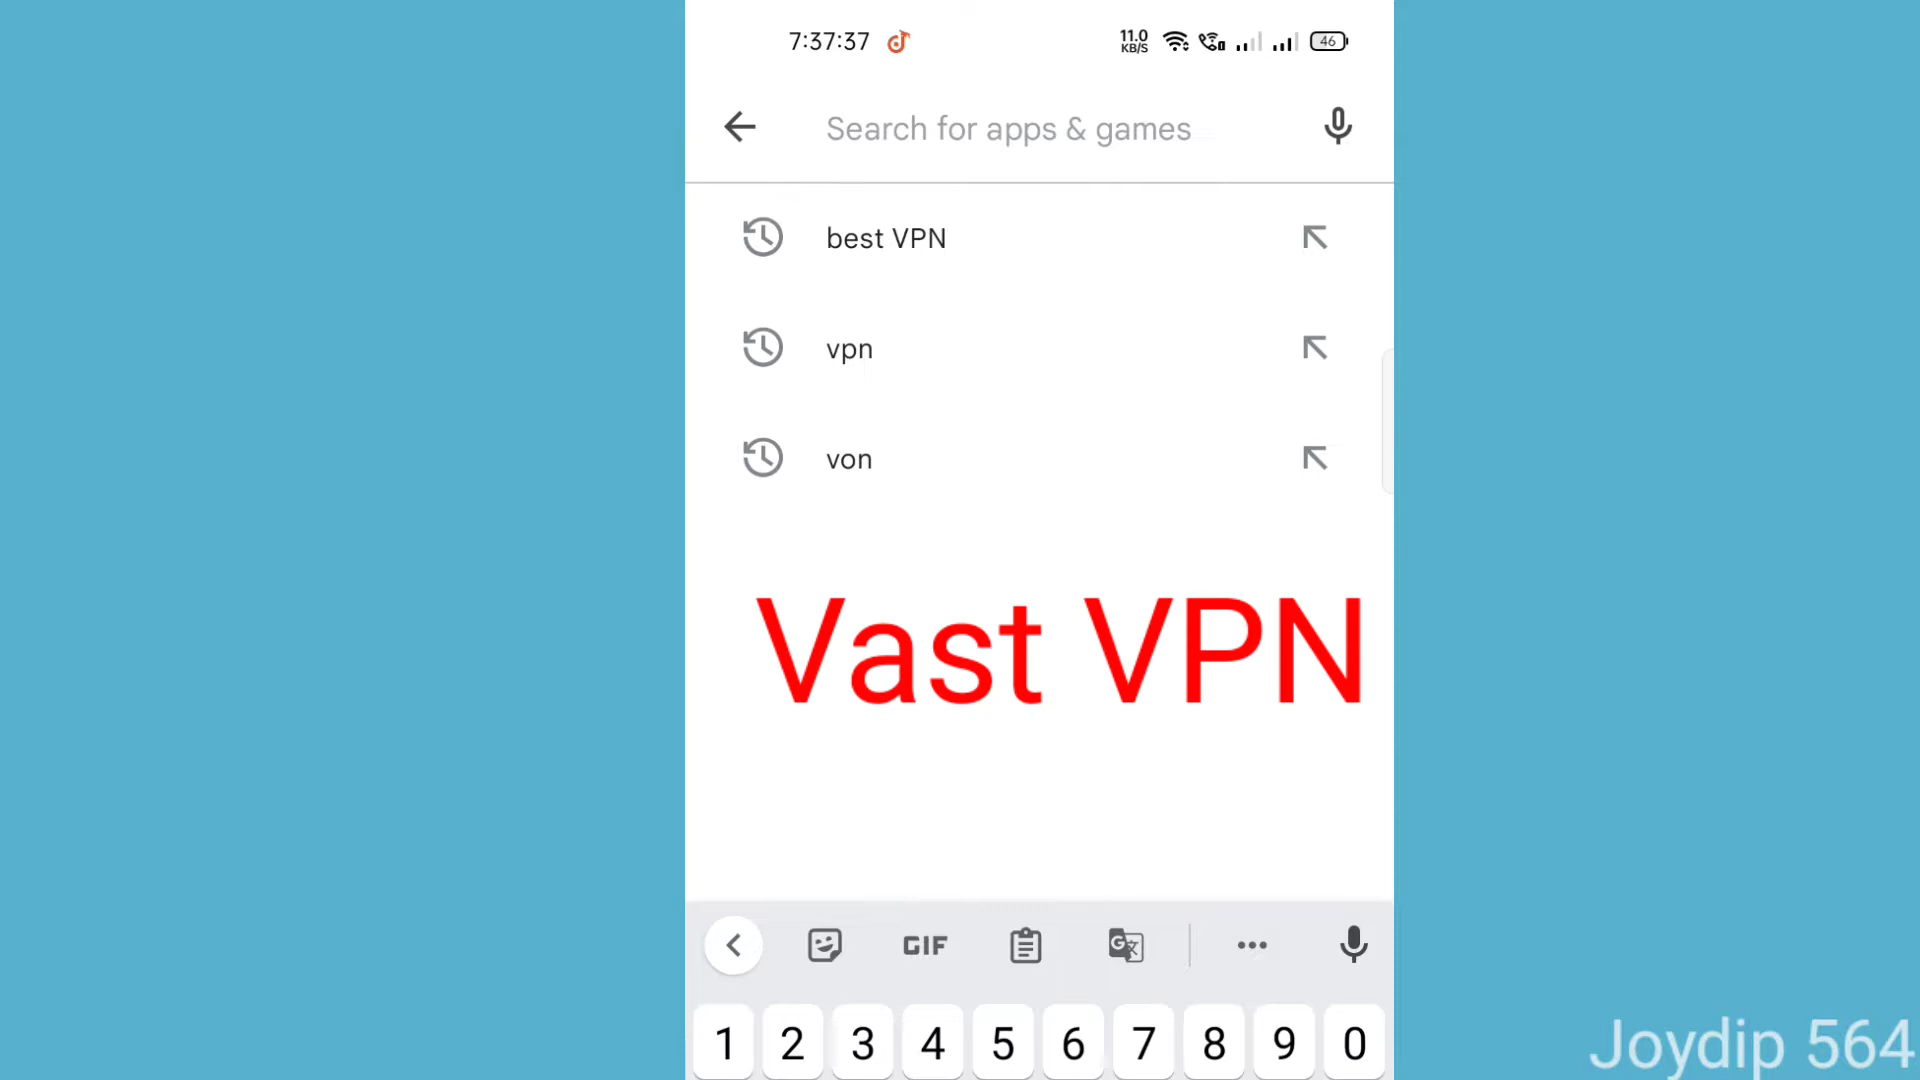 7:37:37
11.0
KB/S
46
Search for apps & games
best VPN
vpn
von
Vast VPN
GIF
1 2 3 4 5 6 7 8 9 0
Joydip 564